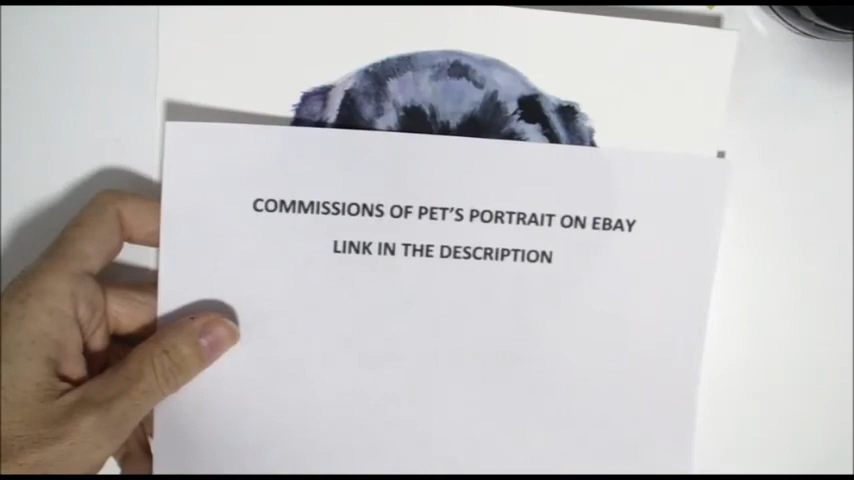 COMMISSIONS OF PET'S PORTRAIT ON EBAY
LINK IN THE DESCRIPTION